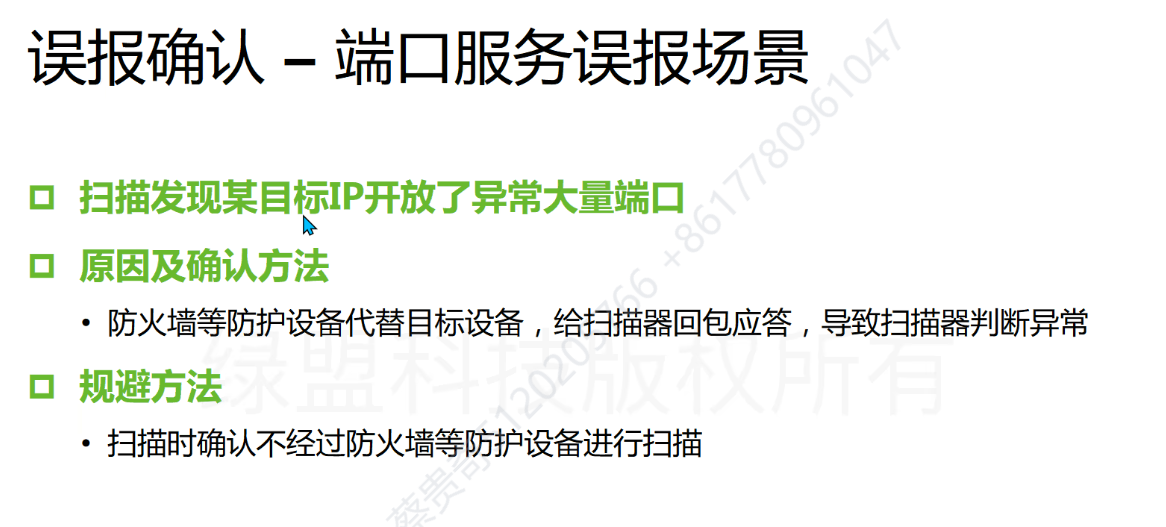 误报确认 – 端口服务误报场景
扫描发现某目标IP开放了异常大量端口
原因及确认方法
• 防火墙等防护设备代替目标设备，给扫描器回包应答，导致扫描器判断异常
规避方法
• 扫描时确认不经过防火墙等防护设备进行扫描
绿盟科技版权所有
+8617780961047